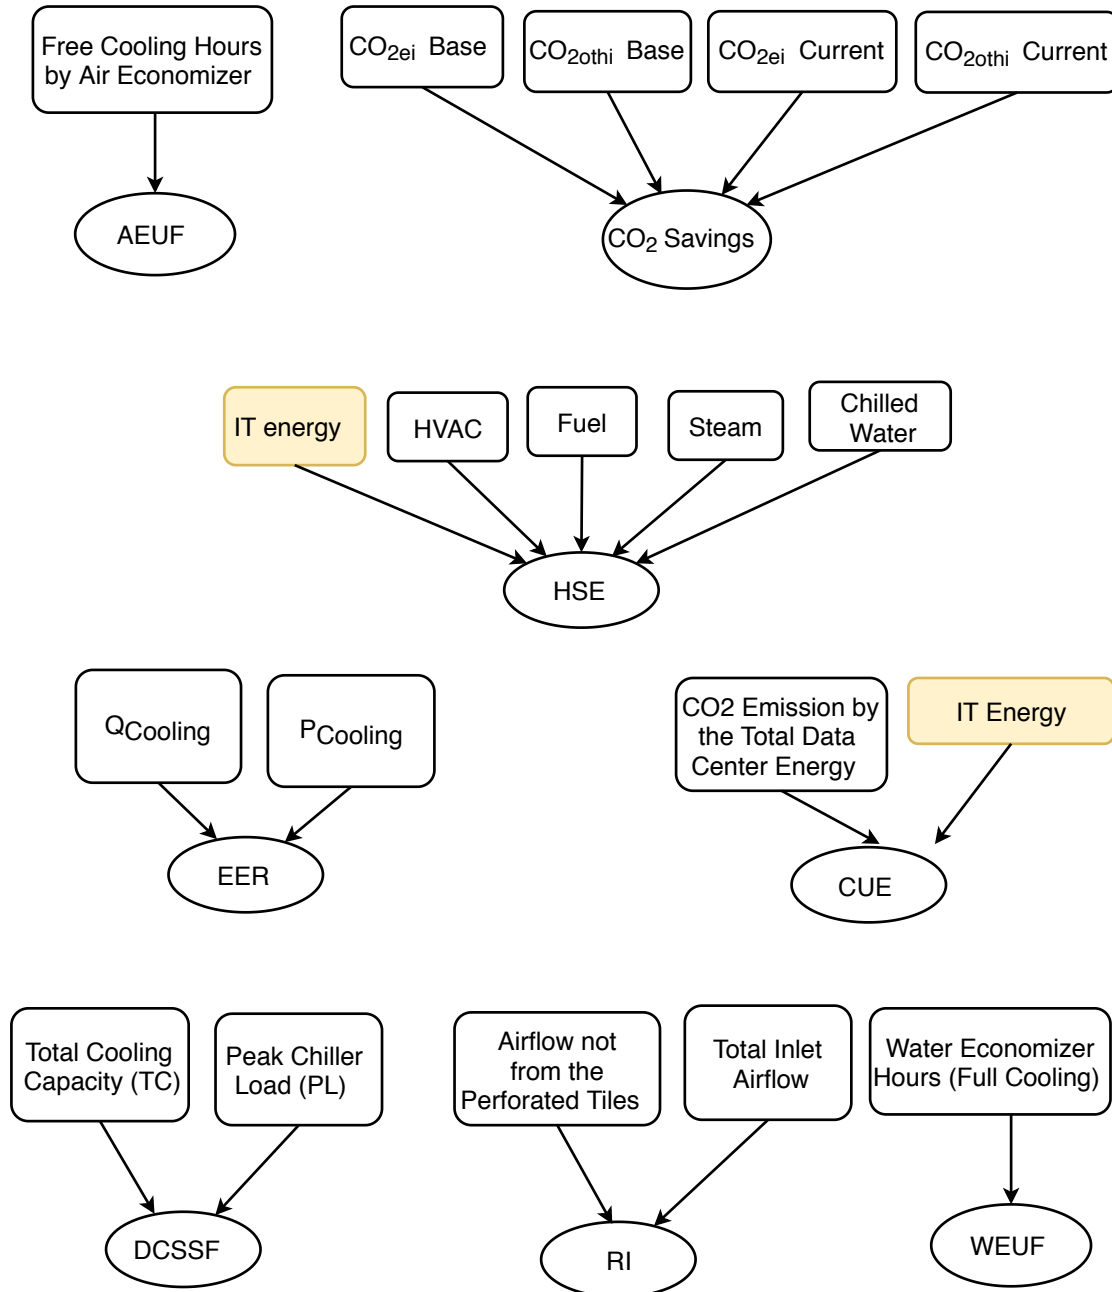 Free Cooling Hours
by Air Economizer
CO2ei Base
CO2othi Base
CO2ei Current
CO2othi Current
AEUF
CO2 Savings
IT energy
HVAC
Fuel
Steam
Chilled
Water
HSE
QCooling
PCooling
CO2 Emission by
the Total Data
Center Energy
IT Energy
EER
CUE
Total Cooling
Capacity (TC)
Peak Chiller
Load (PL)
Airflow not
from the
Perforated Tiles
Total Inlet
Airflow
Water Economizer
Hours (Full Cooling)
DCSSF
RI
WEUF